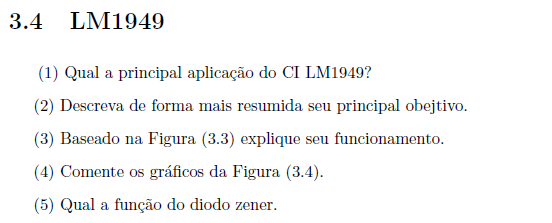 3.4 LM1949
(1) Qual a principal aplicação do CI LM1949?
(2) Descreva de forma mais resumida seu principal obejtivo.
(3) Baseado na Figura (3.3) explique seu funcionamento.
(4) Comente os gráficos da Figura (3.4).
(5) Qual a função do diodo zener.